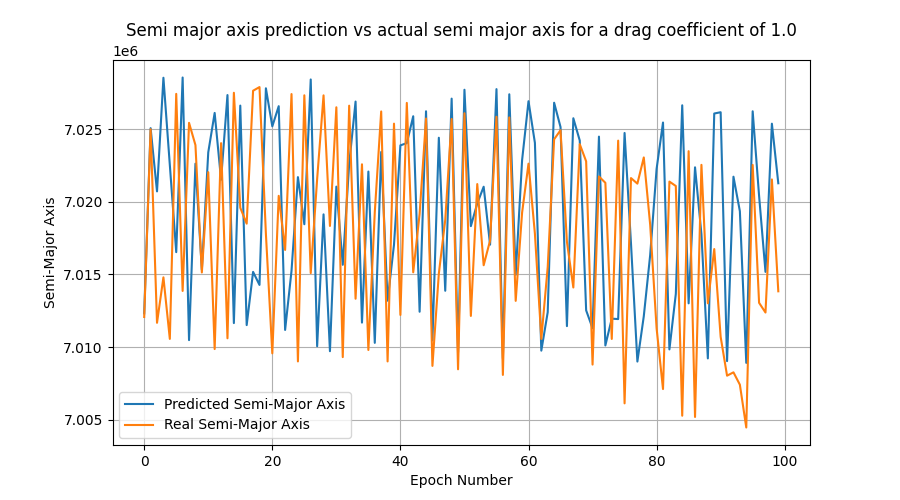 Semi major axis prediction vs actual semi major axis for a drag coefficient of 1.0
1e6
7.025
7.020
7.015
7.010
7.005
Semi-Major Axis
Predicted Semi-Major Axis
Real Semi-Major Axis
0 20 40 60 80 100
Epoch Number